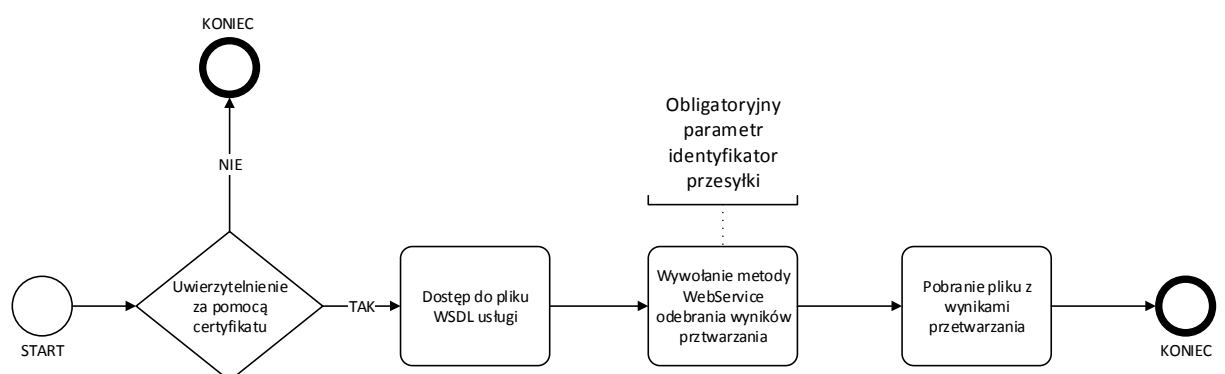 KONIEC
NIE
Obligatoryjny
parametr
identyfikator
przesyłki
START
Uwierzytelnienie
za pomocą
certyfikatu
TAK
Dostęp do pliku
WSDL usługi
Wywołanie metody
WebService
odebrania wyników
prztwarzania
Pobranie pliku z
wynikami
przetwarzania
KONIEC